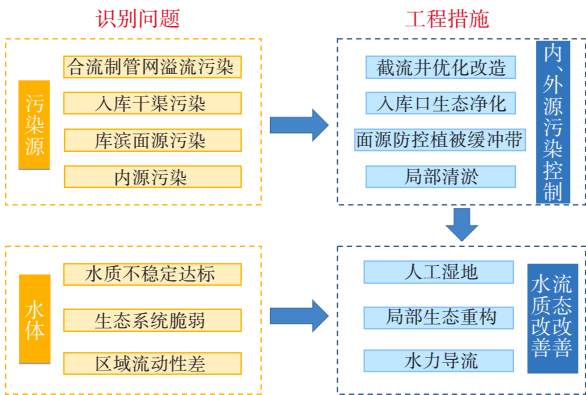 识别问题
工程措施
污染源
合流制管网溢流污染
入库干渠污染
库滨面源污染
内源污染
截流井优化改造
入库口生态净化
面源防控植被缓冲带
局部清淤
内、外源污染控制
水体
水质不稳定达标
生态系统脆弱
区域流动性差
人工湿地
局部生态重构
水力导流
流态改善
水质改善